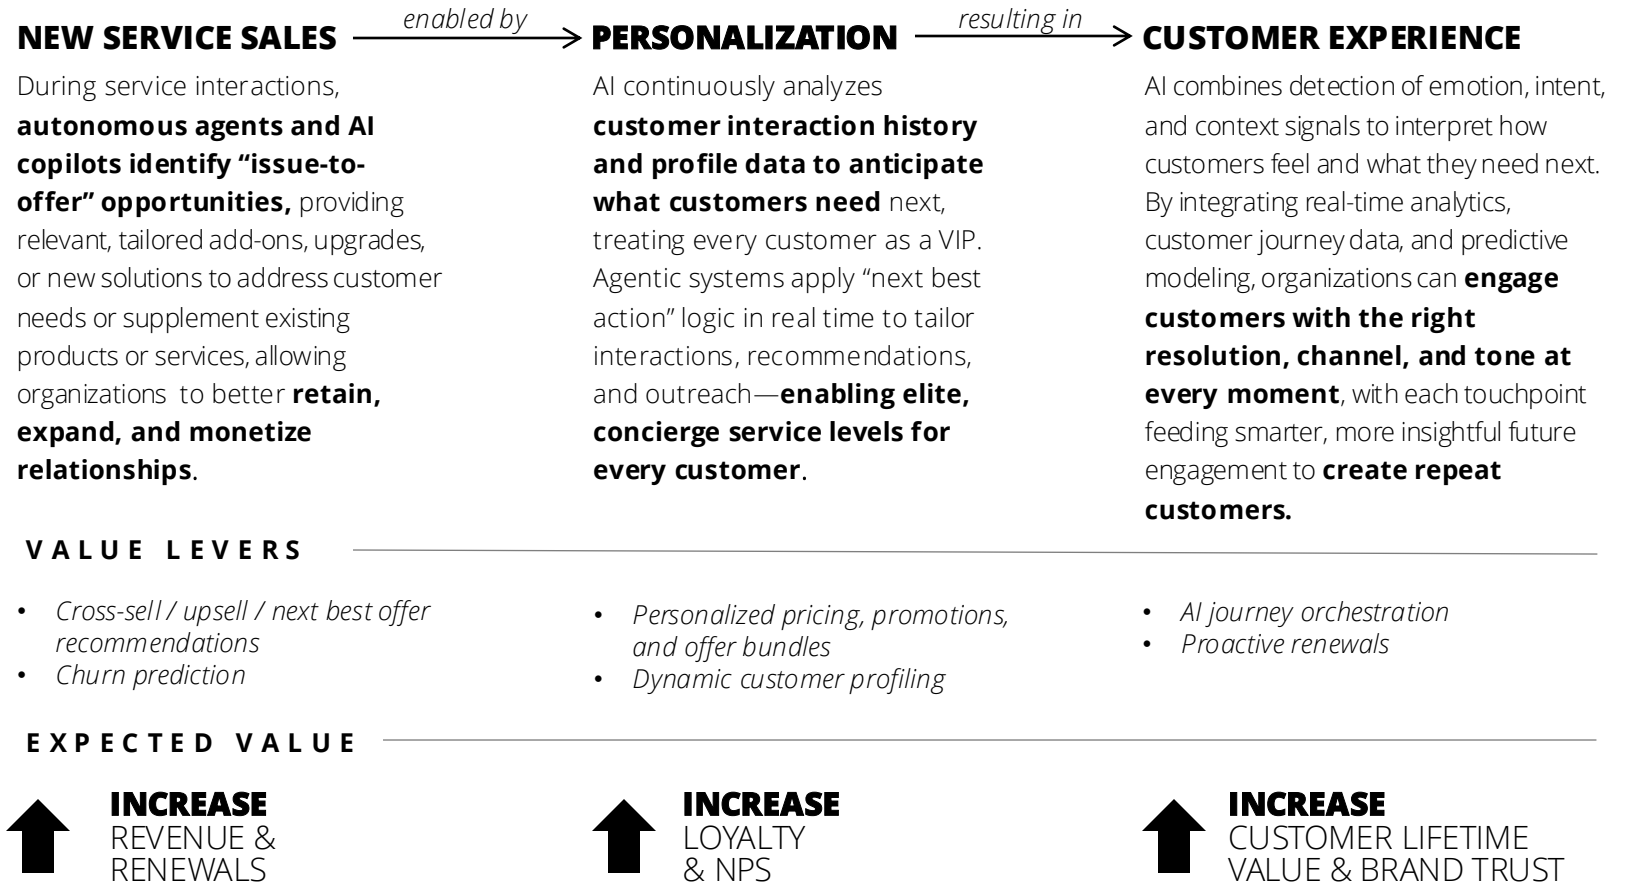 NEW SERVICE SALES
enabled by
PERSONALIZATION
resulting in
CUSTOMER EXPERIENCE
During service interactions,
autonomous agents and AI
copilots identify “issue-to-
offer” opportunities, providing
relevant, tailored add-ons, upgrades,
or new solutions to address customer
needs or supplement existing
products or services, allowing
organizations to better retain,
expand, and monetize
relationships.
AI continuously analyzes
customer interaction history
and profile data to anticipate
what customers need next,
treating every customer as a VIP.
Agentic systems apply “next best
action” logic in real time to tailor
interactions, recommendations,
and outreach—enabling elite,
concierge service levels for
every customer.
AI combines detection of emotion, intent,
and context signals to interpret how
customers feel and what they need next.
By integrating real-time analytics,
customer journey data, and predictive
modeling, organizations can engage
customers with the right
resolution, channel, and tone at
every moment, with each touchpoint
feeding smarter, more insightful future
engagement to create repeat
customers.
VALUE LEVERS
• Cross-sell / upsell / next best offer
recommendations
• Churn prediction
• Personalized pricing, promotions,
and offer bundles
• Dynamic customer profiling
• AI journey orchestration
• Proactive renewals
EXPECTED VALUE
INCREASE
REVENUE &
RENEWALS
INCREASE
LOYALTY
& NPS
INCREASE
CUSTOMER LIFETIME
VALUE & BRAND TRUST